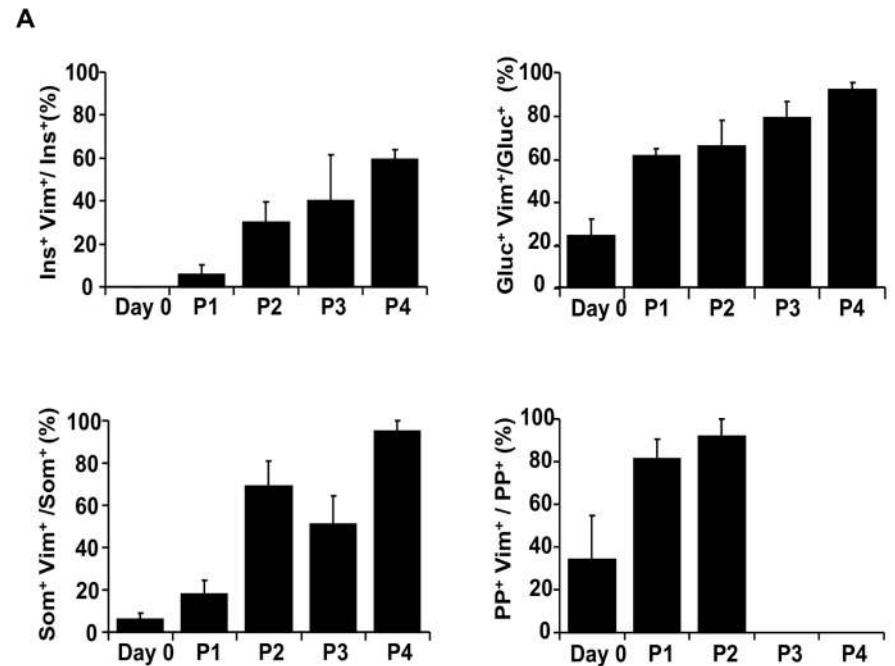 A
Ins⁺ Vim⁺/ Ins⁺(%)
100
80
60
40
20
0
Day 0 P1 P2 P3 P4
Gluc⁺ Vim⁺/Gluc⁺ (%)
100
80
60
40
20
0
Day 0 P1 P2 P3 P4
Som⁺ Vim⁺ /Som⁺ (%)
100
80
60
40
20
0
Day 0 P1 P2 P3 P4
PP⁺ Vim⁺ / PP⁺ (%)
100
80
60
40
20
0
Day 0 P1 P2 P3 P4